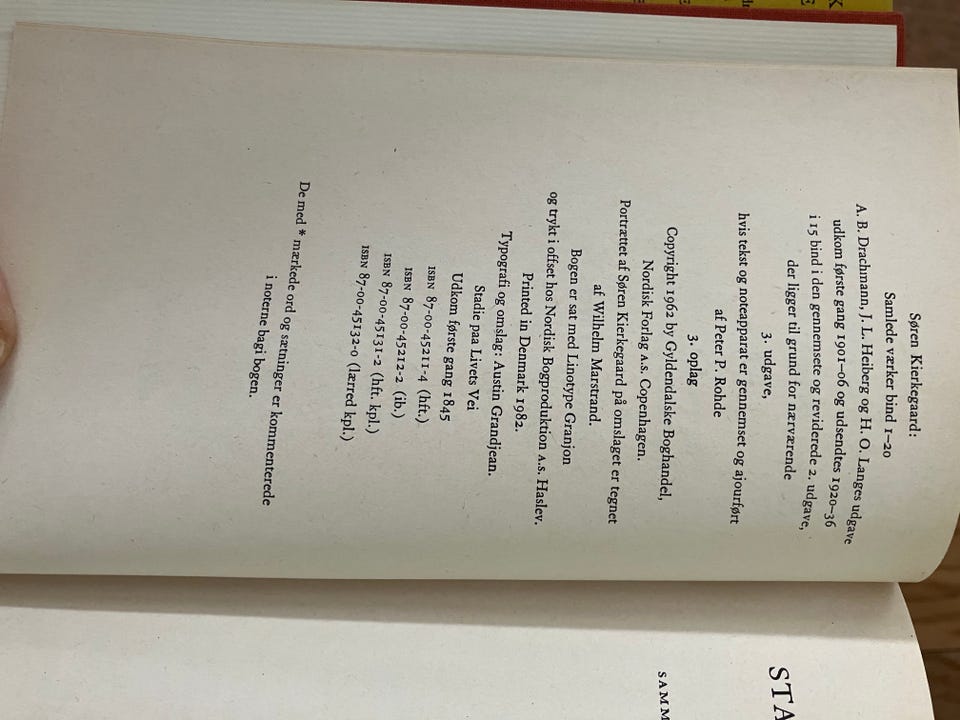 Søren Kierkegaard:
Samlede værker bind 1–20
A. B. Drachmann, J. L. Heiberg og H. O. Langes udgave
udkom første gang 1901–06 og udsendtes 1920–36
i 15 bind i den gennemsete og reviderede 2. udgave,
der ligger til grund for nærværende
3. udgave,
hvis tekst og noteapparat er gennemset og ajourført
af Peter P. Rohde
3. oplag
Copyright 1962 by Gyldendalske Boghandel,
Nordisk Forlag A.S. Copenhagen.
Portrættet af Søren Kierkegaard på omslaget er tegnet
af Wilhelm Marstrand.
Bogen er sat med Linotype Granjon
og trykt i offset hos Nordisk Bogproduktion A.S. Haslev.
Printed in Denmark 1982.
Typografi og omslag: Austin Grandjean.
Stadie paa Livets Vei
Udkom første gang 1845
ISBN 87-00-45211-4 (hft.)
ISBN 87-00-45212-2 (ib.)
ISBN 87-00-45131-2 (hft. kpl.)
ISBN 87-00-45132-0 (lærred kpl.)
De med * mærkede ord og sætninger er kommenterede
i noterne bagi bogen.
STA
SAMM